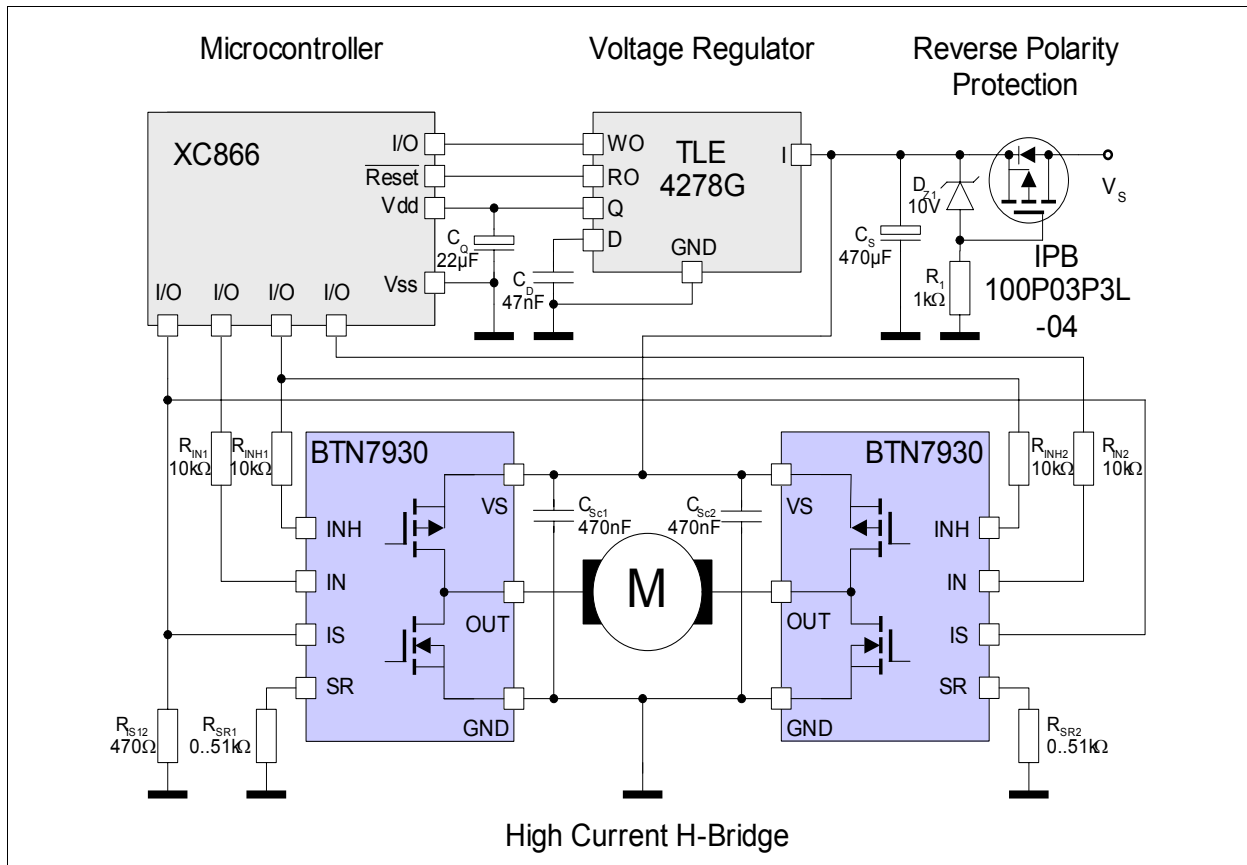 Microcontroller
Voltage Regulator
Reverse Polarity
Protection
XC866
I/O
Reset
Vdd
Vss
I/O
I/O
I/O
I/O
C_Q
22µF
C_D
47nF
WO
RO
Q
D
TLE
4278G
I
GND
C_S
470µF
D_Z1
10V
R_1
1kΩ
V_S
IPB
100P03P3L
-04
R_IN1
10kΩ
R_INH1
10kΩ
BTN7930
VS
INH
IN
IS
SR
OUT
GND
C_Sc1
470nF
C_Sc2
470nF
M
BTN7930
VS
INH
IN
IS
SR
OUT
GND
R_INH2
10kΩ
R_IN2
10kΩ
R_IS12
470Ω
R_SR1
0..51kΩ
R_SR2
0..51kΩ
High Current H-Bridge